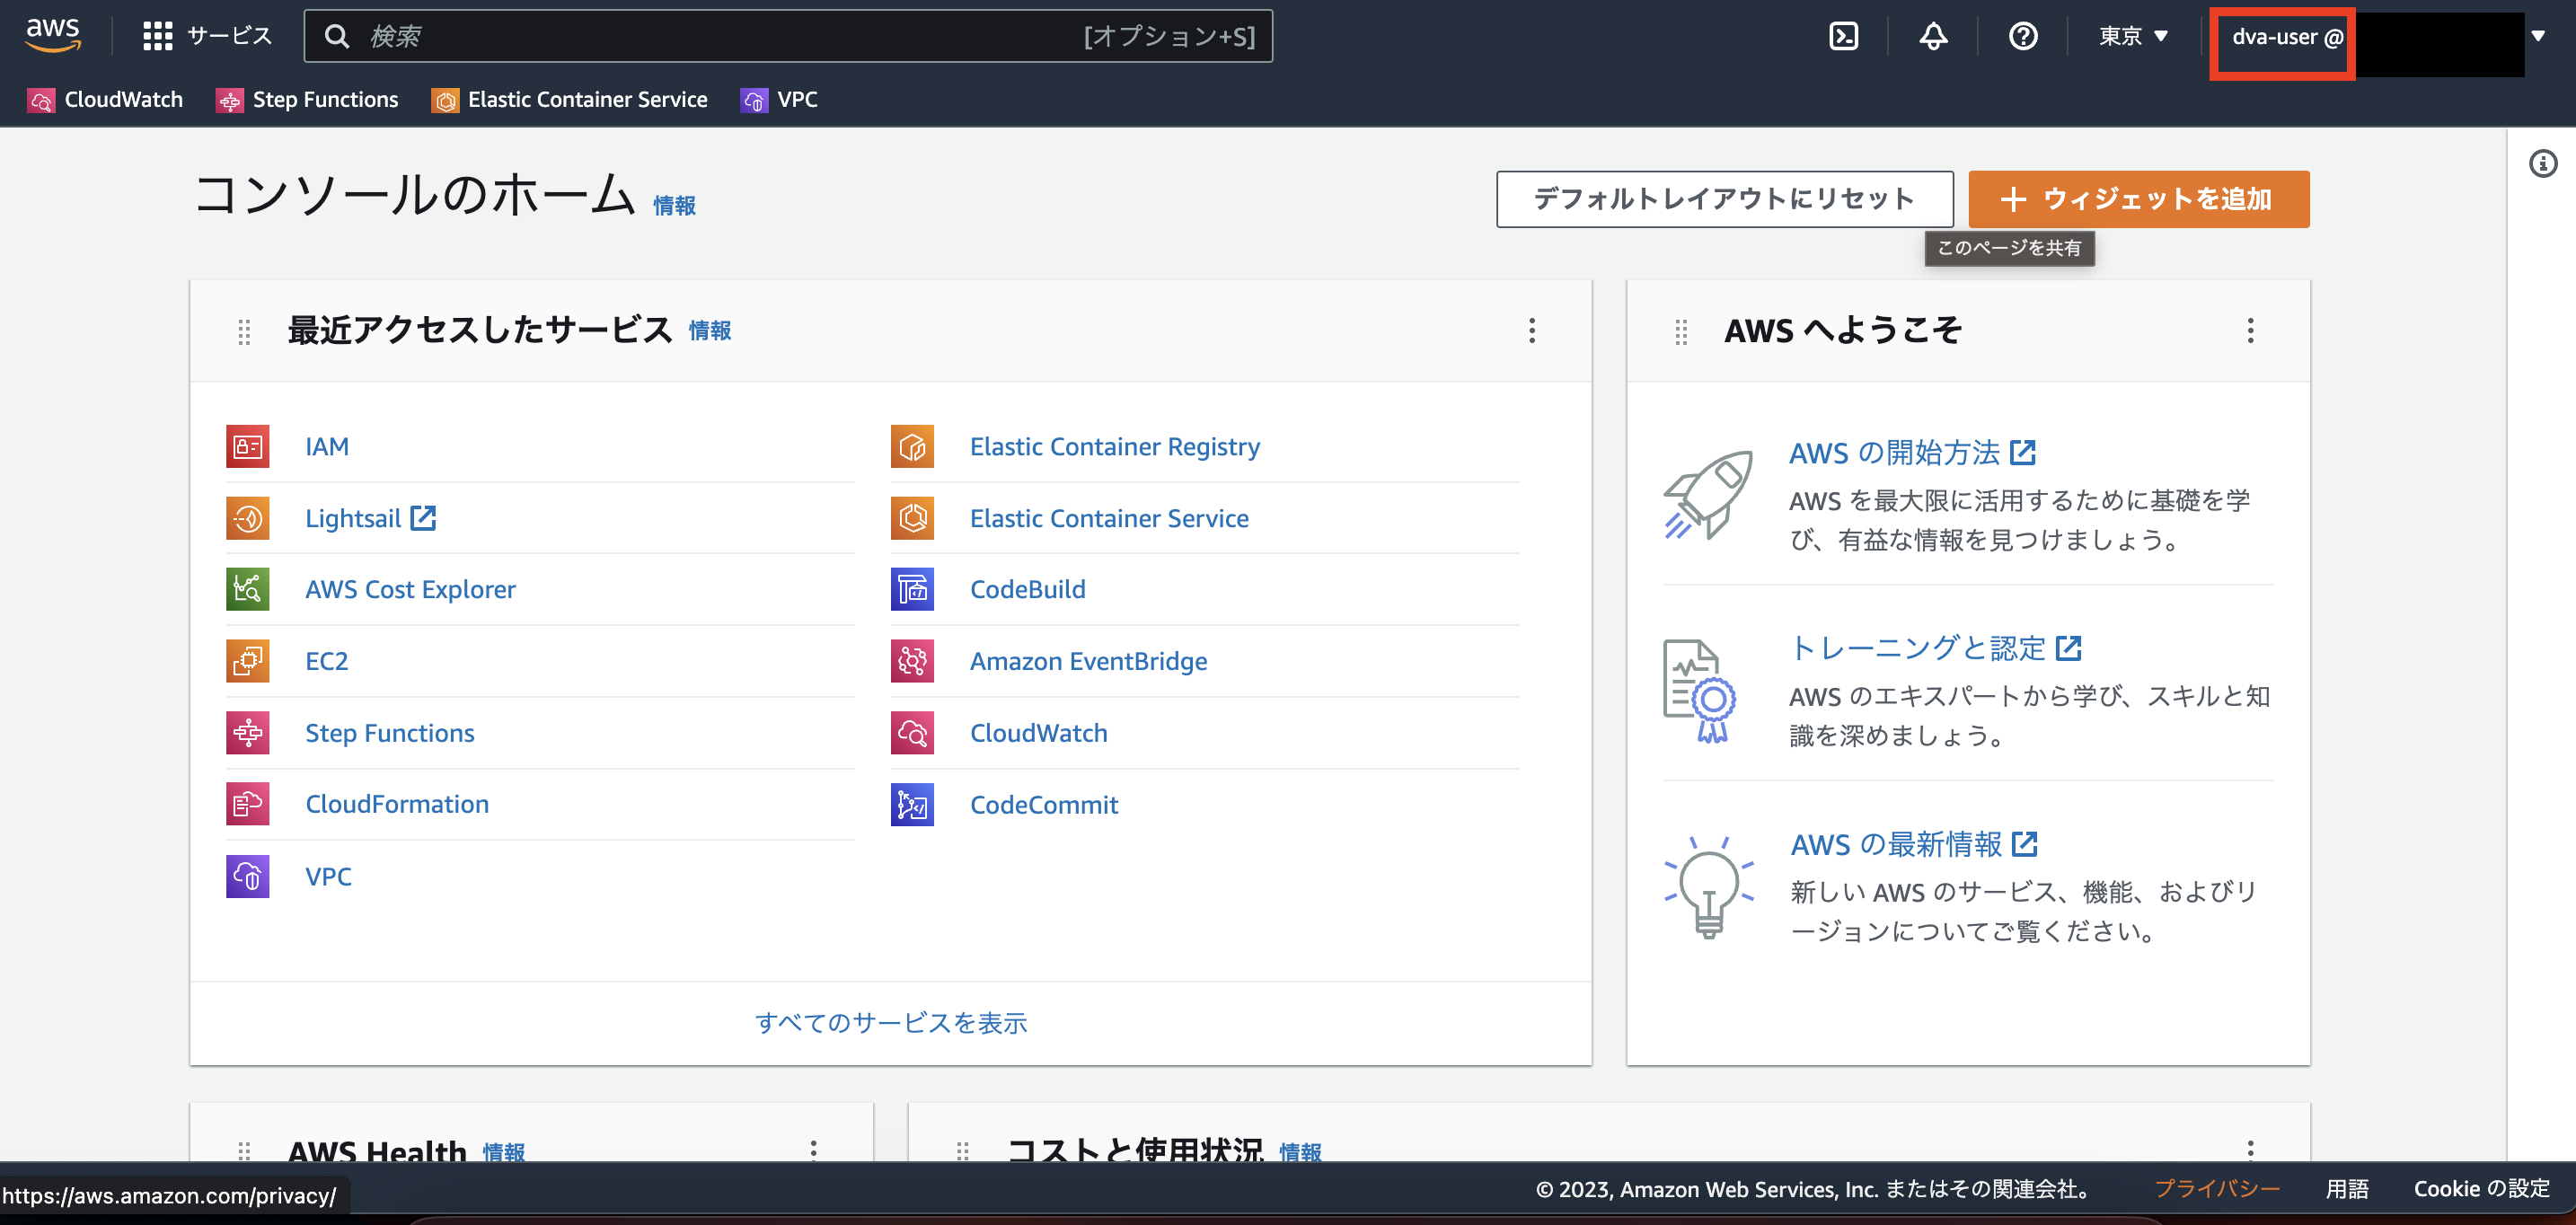 aws
サービス
検索
[オプション+S]
東京
dva-user @
CloudWatch
Step Functions
Elastic Container Service
VPC
コンソールのホーム 情報
デフォルトレイアウトにリセット
ウィジェットを追加
このページを共有
最近アクセスしたサービス 情報
IAM
Lightsail
AWS Cost Explorer
EC2
Step Functions
CloudFormation
VPC
Elastic Container Registry
Elastic Container Service
CodeBuild
Amazon EventBridge
CloudWatch
CodeCommit
すべてのサービスを表示
AWS へようこそ
AWS の開始方法
AWS を最大限に活用するために基礎を学
び、有益な情報を見つけましょう。
トレーニングと認定
AWS のエキスパートから学び、スキルと知
識を深めましょう。
AWS の最新情報
新しい AWS のサービス、機能、およびリ
ージョンについてご覧ください。
AWS Health 情報
コストと使用状況 情報
https://aws.amazon.com/privacy/
© 2023, Amazon Web Services, Inc. またはその関連会社。
プライバシー
用語
Cookie の設定